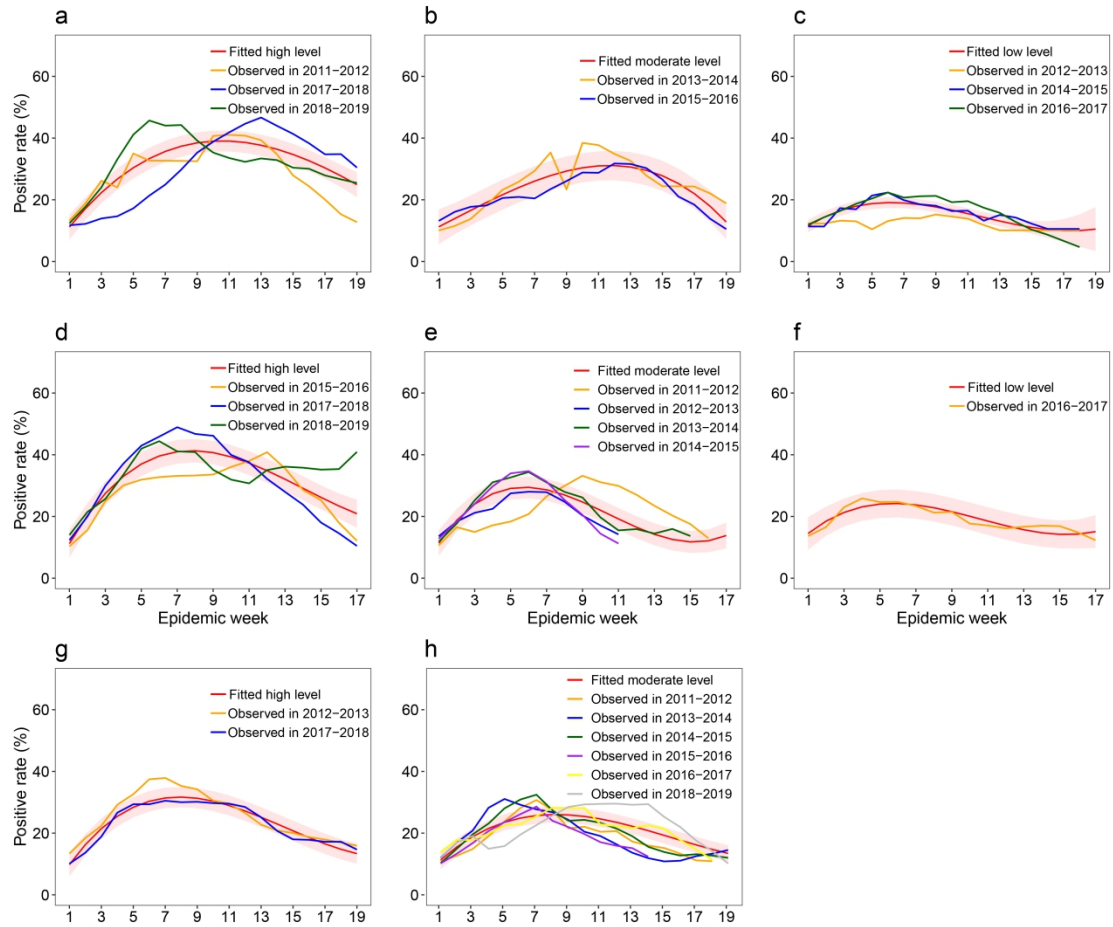 a
Positive rate (%)
60
40
20
0
Fitted high level
Observed in 2011−2012
Observed in 2017−2018
Observed in 2018−2019
1 3 5 7 9 11 13 15 17 19
b
60
40
20
0
Fitted moderate level
Observed in 2013−2014
Observed in 2015−2016
1 3 5 7 9 11 13 15 17 19
c
60
40
20
0
Fitted low level
Observed in 2012−2013
Observed in 2014−2015
Observed in 2016−2017
1 3 5 7 9 11 13 15 17 19
d
Positive rate (%)
60
40
20
0
Fitted high level
Observed in 2015−2016
Observed in 2017−2018
Observed in 2018−2019
1 3 5 7 9 11 13 15 17
Epidemic week
e
60
40
20
0
Fitted moderate level
Observed in 2011−2012
Observed in 2012−2013
Observed in 2013−2014
Observed in 2014−2015
1 3 5 7 9 11 13 15 17
Epidemic week
f
60
40
20
0
Fitted low level
Observed in 2016−2017
1 3 5 7 9 11 13 15 17
Epidemic week
g
Positive rate (%)
60
40
20
0
Fitted high level
Observed in 2012−2013
Observed in 2017−2018
1 3 5 7 9 11 13 15 17 19
h
60
40
20
0
Fitted moderate level
Observed in 2011−2012
Observed in 2013−2014
Observed in 2014−2015
Observed in 2015−2016
Observed in 2016−2017
Observed in 2018−2019
1 3 5 7 9 11 13 15 17 19